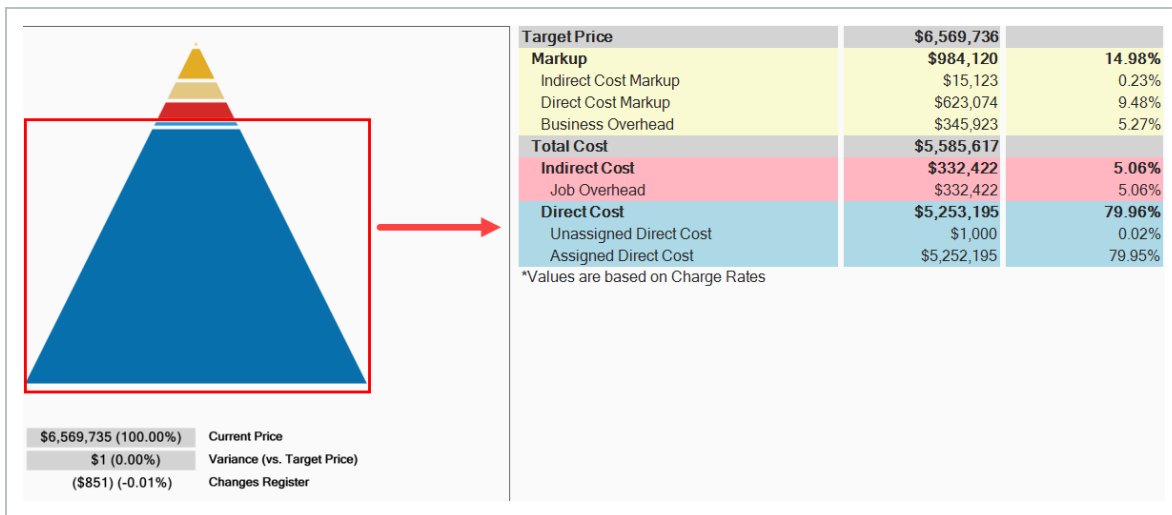 Target Price $6,569,736
Markup $984,120 14.98%
Indirect Cost Markup $15,123 0.23%
Direct Cost Markup $623,074 9.48%
Business Overhead $345,923 5.27%
Total Cost $5,585,617
Indirect Cost $332,422 5.06%
Job Overhead $332,422 5.06%
Direct Cost $5,253,195 79.96%
Unassigned Direct Cost $1,000 0.02%
Assigned Direct Cost $5,252,195 79.95%
*Values are based on Charge Rates
$6,569,735 (100.00%) Current Price
$1 (0.00%) Variance (vs. Target Price)
($851) (-0.01%) Changes Register